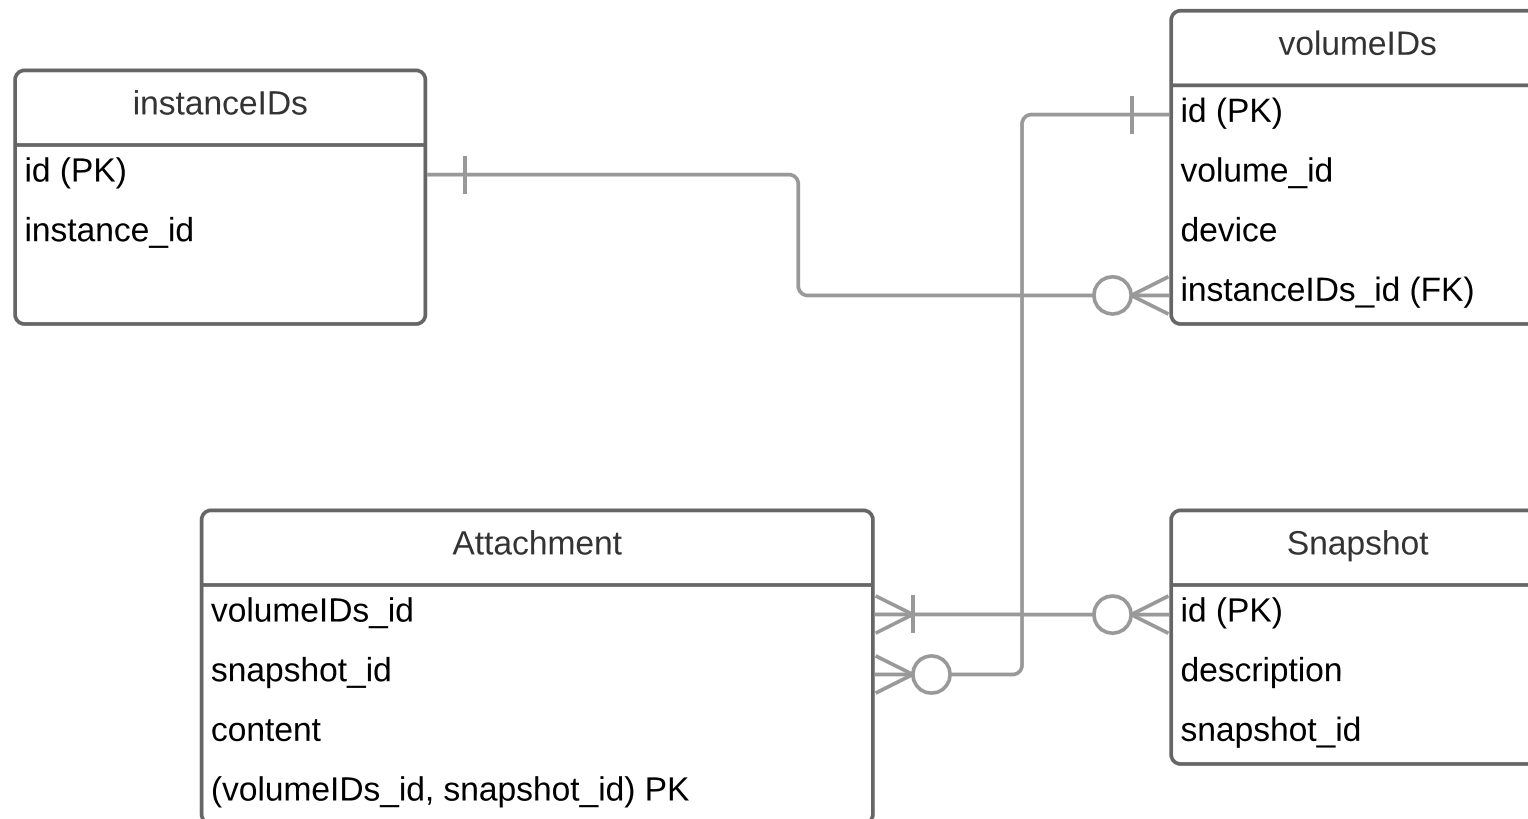 instanceIDs
id (PK)
instance_id
volumeIDs
id (PK)
volume_id
device
instanceIDs_id (FK)
Attachment
volumeIDs_id
snapshot_id
content
(volumeIDs_id, snapshot_id) PK
Snapshot
id (PK)
description
snapshot_id